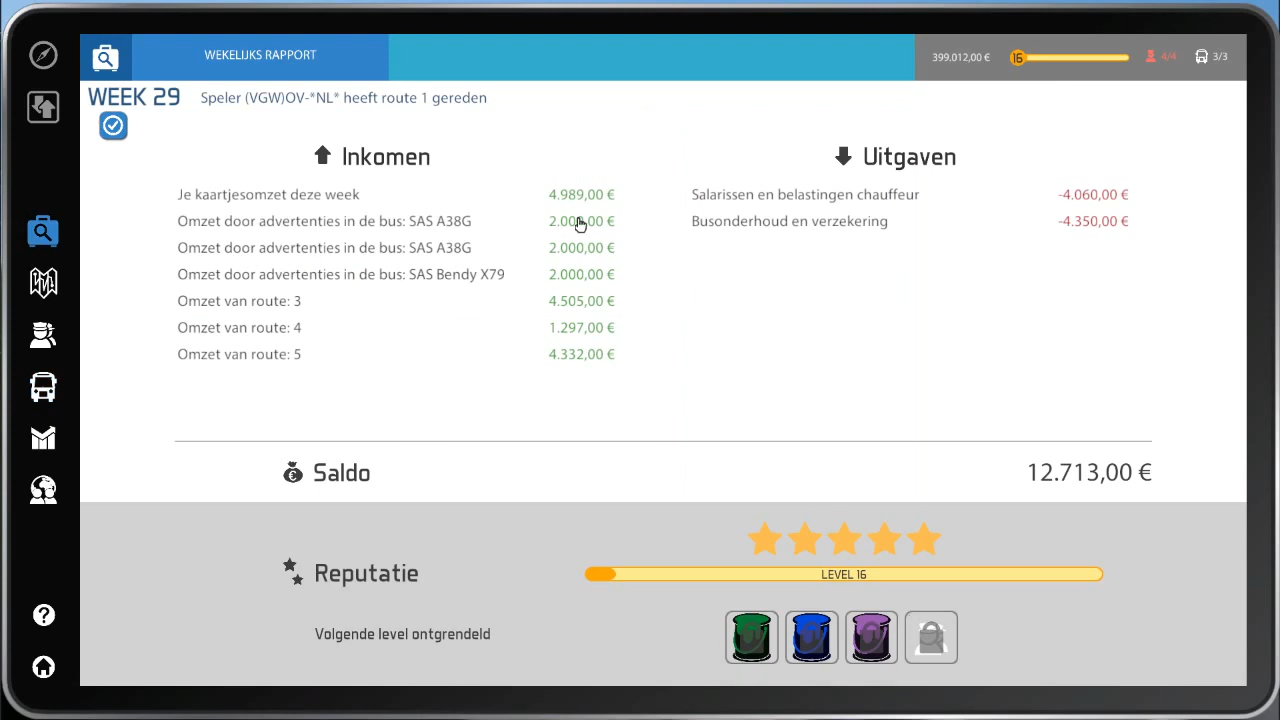 WEKELIJKS RAPPORT
399.012,00 €
16
4/4
3/3
WEEK 29
Speler (VGW)OV-*NL* heeft route 1 gereden
Inkomen
Uitgaven
Je kaartjesomzet deze week 4.989,00 €
Salarissen en belastingen chauffeur -4.060,00 €
Omzet door advertenties in de bus: SAS A38G 2.000,00 €
Busonderhoud en verzekering -4.350,00 €
Omzet door advertenties in de bus: SAS A38G 2.000,00 €
Omzet door advertenties in de bus: SAS Bendy X79 2.000,00 €
Omzet van route: 3 4.505,00 €
Omzet van route: 4 1.297,00 €
Omzet van route: 5 4.332,00 €
Saldo 12.713,00 €
Reputatie
LEVEL 16
Volgende level ontgrendeld